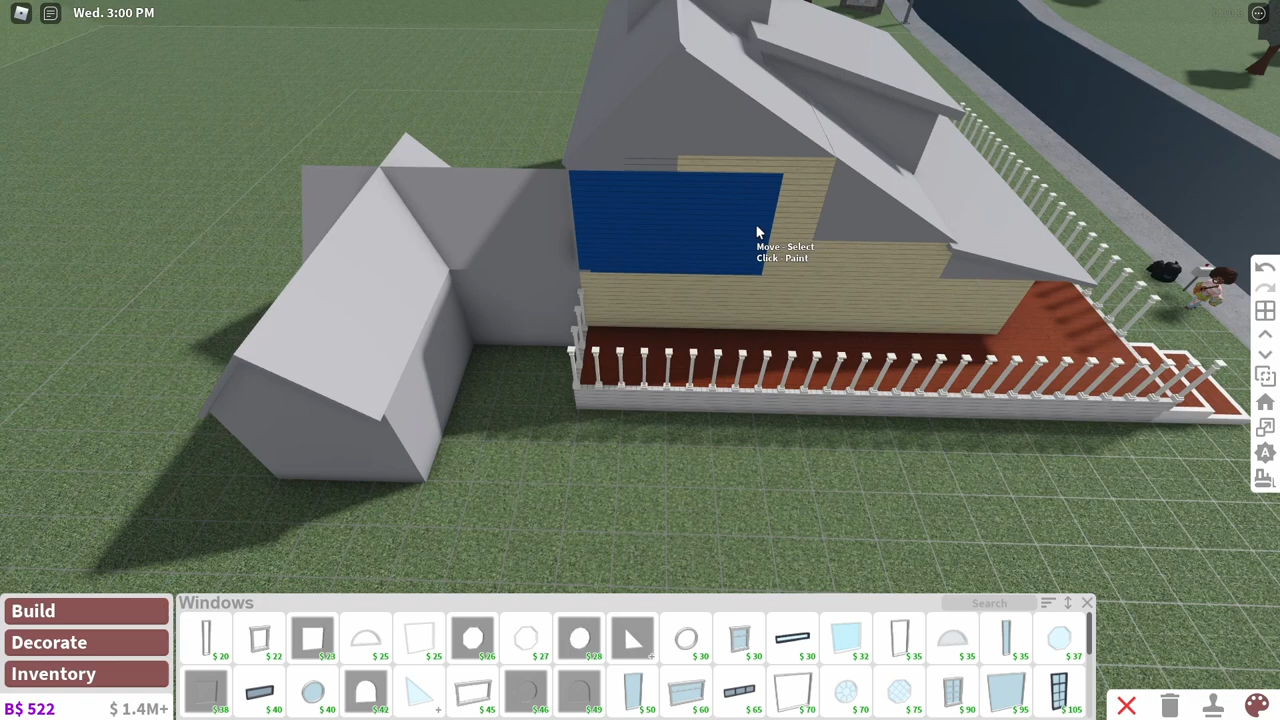 Wed. 3:00 PM
Move - Select
Click - Paint
Build
Decorate
Inventory
B$ 522
$ 1.4M+
Windows
Search
$ 20
$ 22
$ 23
$ 25
$ 25
$ 26
$ 27
$ 28
$ 30
$ 30
$ 30
$ 32
$ 35
$ 35
$ 35
$ 37
$ 38
$ 40
$ 40
$ 42
$ 45
$ 46
$ 49
$ 50
$ 60
$ 65
$ 70
$ 70
$ 75
$ 90
$ 95
$ 105
A